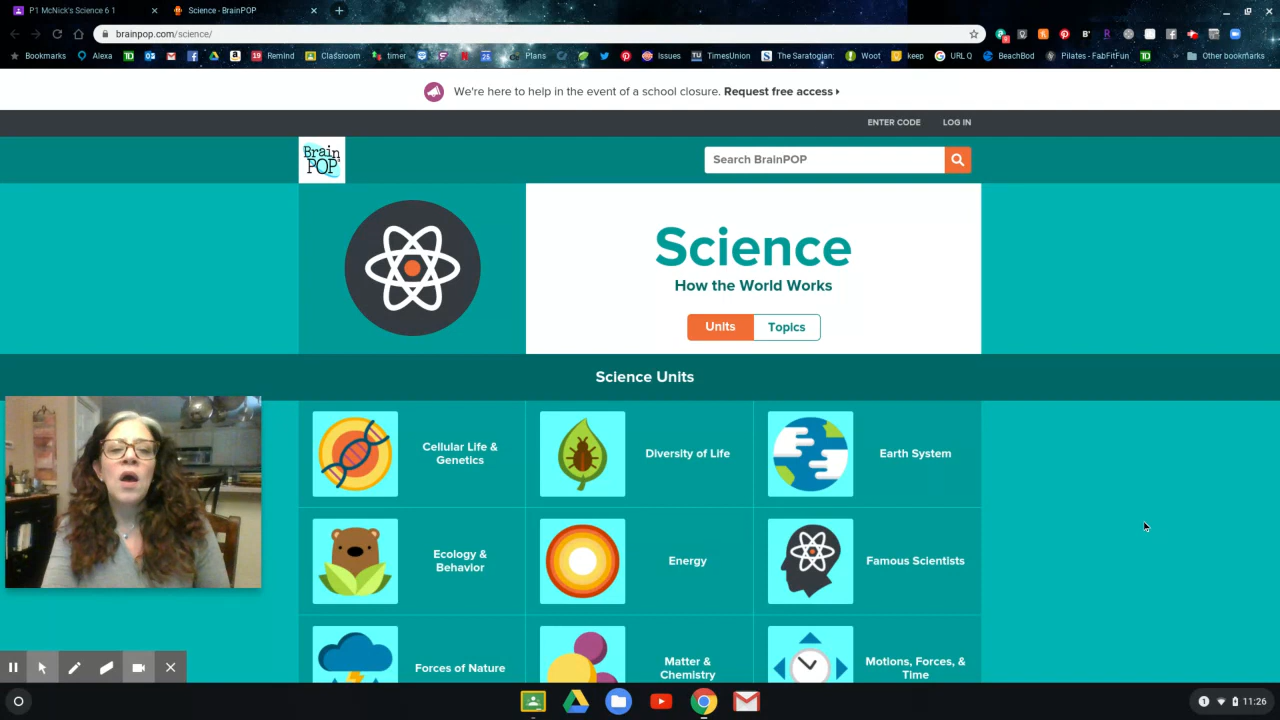 P1 McNick's Science 6 1
Science - BrainPOP
brainpop.com/science/
Bookmarks Alexa Remind Classroom timer Plans Issues TimesUnion The Saratogian: Woot keep URL Q BeachBod Pilates - FabFitFun Other bookmarks
We're here to help in the event of a school closure. Request free access
ENTER CODE LOG IN
Brain POP
Search BrainPOP
Science
How the World Works
Units Topics
Science Units
Cellular Life &
Genetics
Diversity of Life
Earth System
Ecology &
Behavior
Energy
Famous Scientists
Forces of Nature
Matter &
Chemistry
Motions, Forces, &
Time
11:26